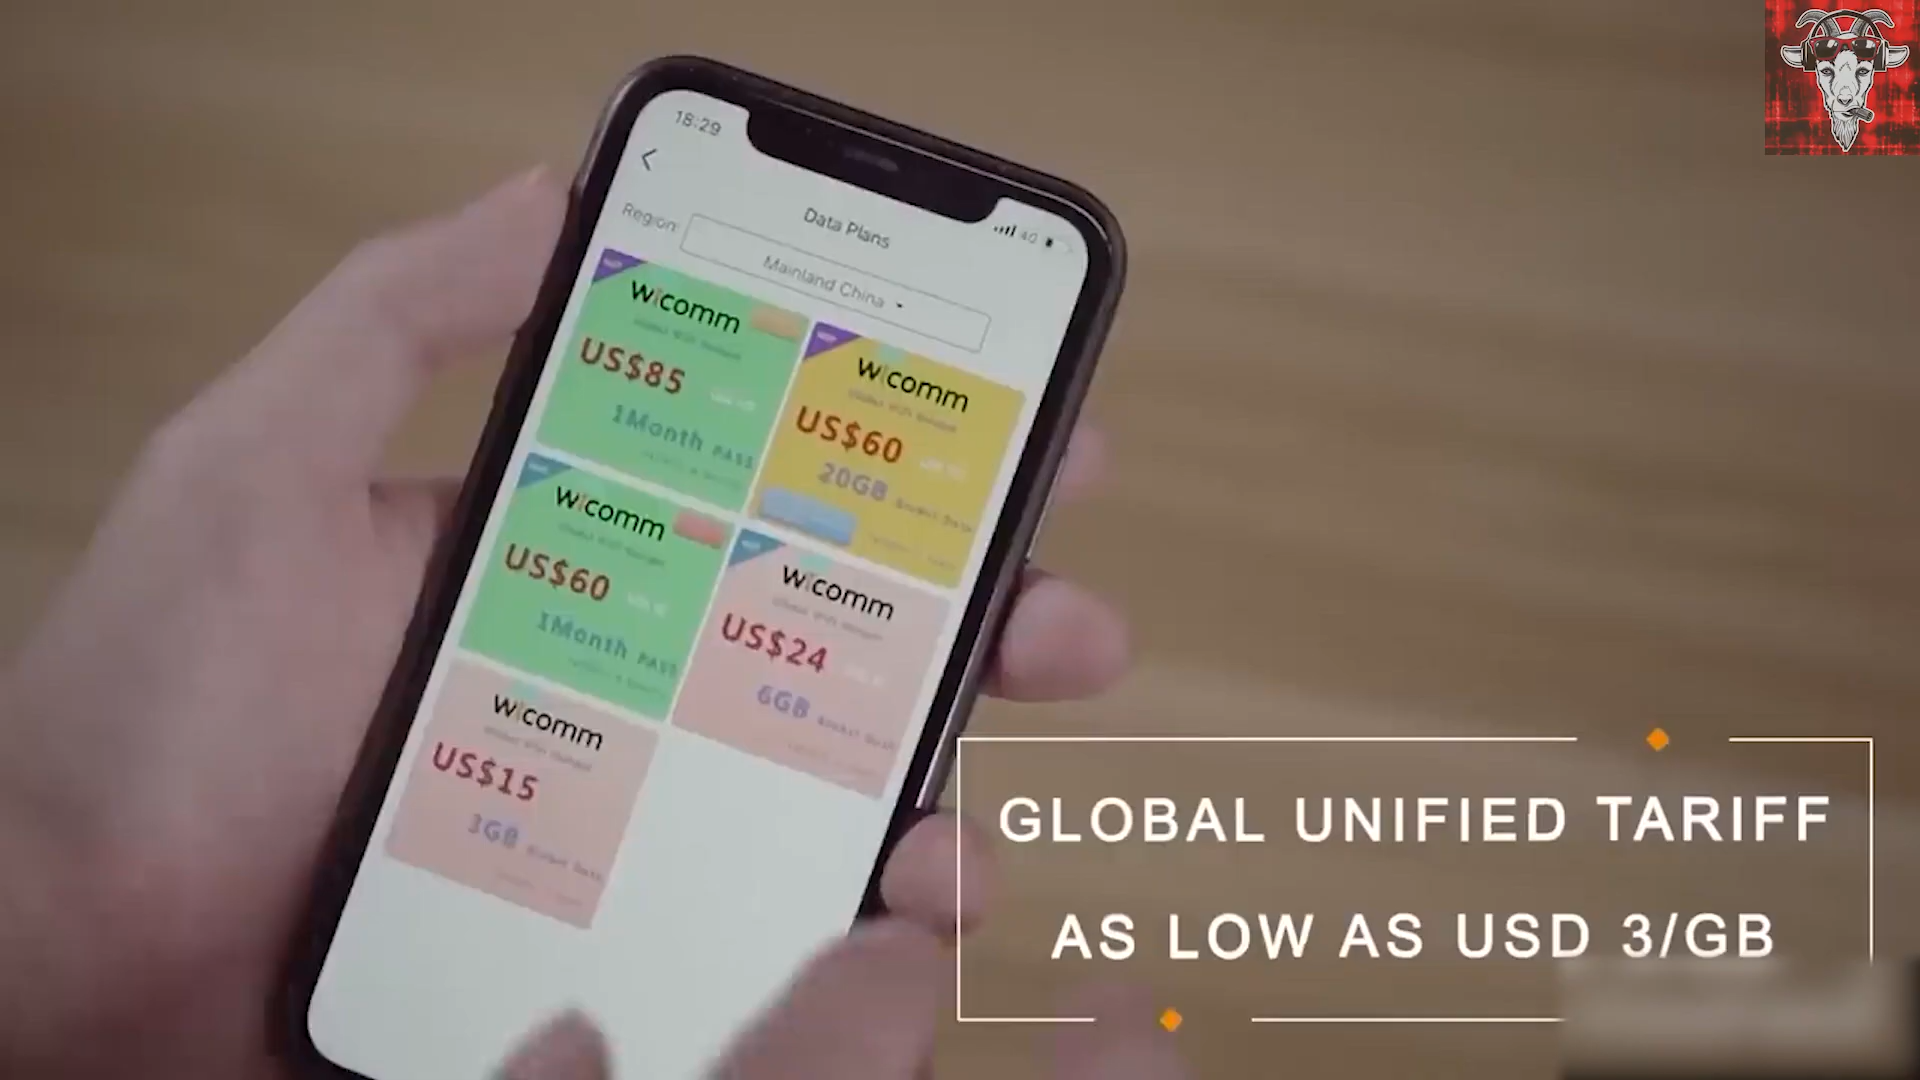 18:29
Data Plans
Region:
Mainland China
wicomm
US$85
1Month PASS
wicomm
US$60
20GB
wicomm
US$60
1Month PASS
wicomm
US$24
6GB
wicomm
US$15
3GB
GLOBAL UNIFIED TARIFF
AS LOW AS USD 3/GB